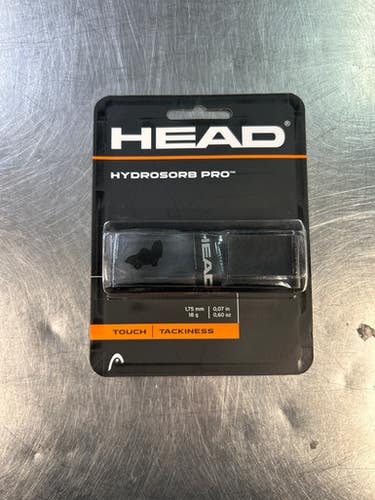 HEAD
HYDROSORB PRO™
HEAD
1,75 mm 0,07 in
18 g 0,60 oz
TOUCH TACKINESS